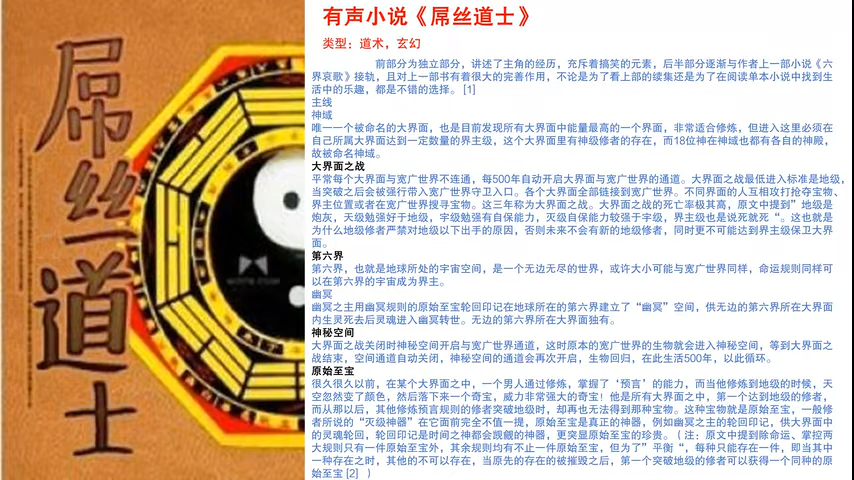 屌丝道士
有声小说《屌丝道士》
类型：道术，玄幻
前部分为独立部分，讲述了主角的经历，充斥着搞笑的元素，后半部分逐渐与作者上一部小说《六
界哀歌》接轨，且对上一部书有着很大的完善作用，不论是为了看上部的续集还是为了在阅读单本小说中找到生
活中的乐趣，都是不错的选择。 [1]
主线
神域
唯一一个被命名的大界面，也是目前发现所有大界面中能量最高的一个界面，非常适合修炼，但进入这里必须在
自己所属大界面达到一定数量的界主级，这个大界面里有神级修者的存在，而18位神在神域也都有各自的神殿，
故被命名神域。
大界面之战
平常每个大界面与宽广世界不连通，每500年自动开启大界面与宽广世界的通道。大界面之战最低进入标准是地级，
当突破之后会被强行带入宽广世界守卫入口。各个大界面全部链接到宽广世界。不同界面的人互相攻打抢夺宝物、
界主位置或者在宽广世界搜寻宝物。这三年称为大界面之战。大界面之战的死亡率极其高，原文中提到”地级是
炮灰，天级勉强好于地级，宇级勉强有自保能力，灭级自保能力较强于宇级，界主级也是说死就死“。这也就是
为什么地级修者严禁对地级以下出手的原因，否则未来不会有新的地级修者，同时更不可能达到界主级保卫大界
面。
第六界
第六界，也就是地球所处的宇宙空间，是一个无边无尽的世界，或许大小可能与宽广世界同样，命运规则同样可
以在第六界的宇宙成为界主。
幽冥
幽冥之主用幽冥规则的原始至宝轮回印记在地球所在的第六界建立了“幽冥”空间，供无边的第六界所在大界面
内生灵死去后灵魂进入幽冥转世。无边的第六界所在大界面独有。
神秘空间
大界面之战关闭时神秘空间开启与宽广世界通道，这时原本的宽广世界的生物就会进入神秘空间，等到大界面之
战结束，空间通道自动关闭，神秘空间的通道会再次开启，生物回归，在此生活500年，以此循环。
原始至宝
很久很久以前，在某个大界面之中，一个男人通过修炼，掌握了‘预言’的能力，而当他修炼到地级的时候，天
空忽然变了颜色，然后落下来一个奇宝，威力非常强大的奇宝！他是所有大界面之中，第一个达到地级的修者，
而从那以后，其他修炼预言规则的修者突破地级时，却再也无法得到那种宝物。这种宝物就是原始至宝，一般修
者所说的“灭级神器”在它面前完全不值一提，原始至宝是真正的神器，例如幽冥之主的轮回印记，供大界面中
的灵魂轮回，轮回印记是时间之神都会觊觎的神器，更突显原始至宝的珍贵。（注：原文中提到除命运、掌控两
大规则只有一件原始至宝外，其余规则均有不止一件原始至宝，但为了”平衡“，每种只能存在一件，即当其中
一种存在之时，其他的不可以存在，当原先的存在的被摧毁之后，第一个突破地级的修者可以获得一个同种的原
始至宝 [2] ）